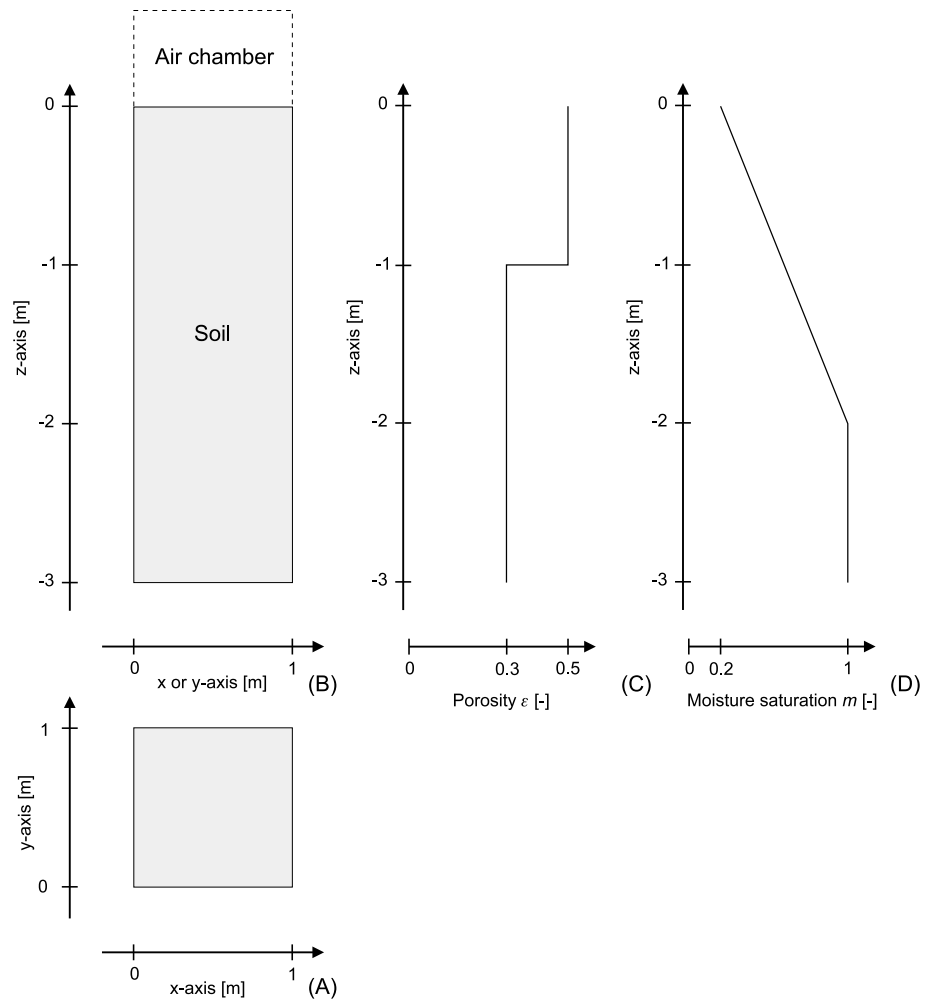 Air chamber
0
-1
-2
-3
z-axis [m]
Soil
0
1
x or y-axis [m]
(B)
0
-1
-2
-3
z-axis [m]
0
0.3
0.5
Porosity ε [-]
(C)
0
-1
-2
-3
z-axis [m]
0
0.2
1
Moisture saturation m [-]
(D)
1
0
y-axis [m]
0
1
x-axis [m]
(A)